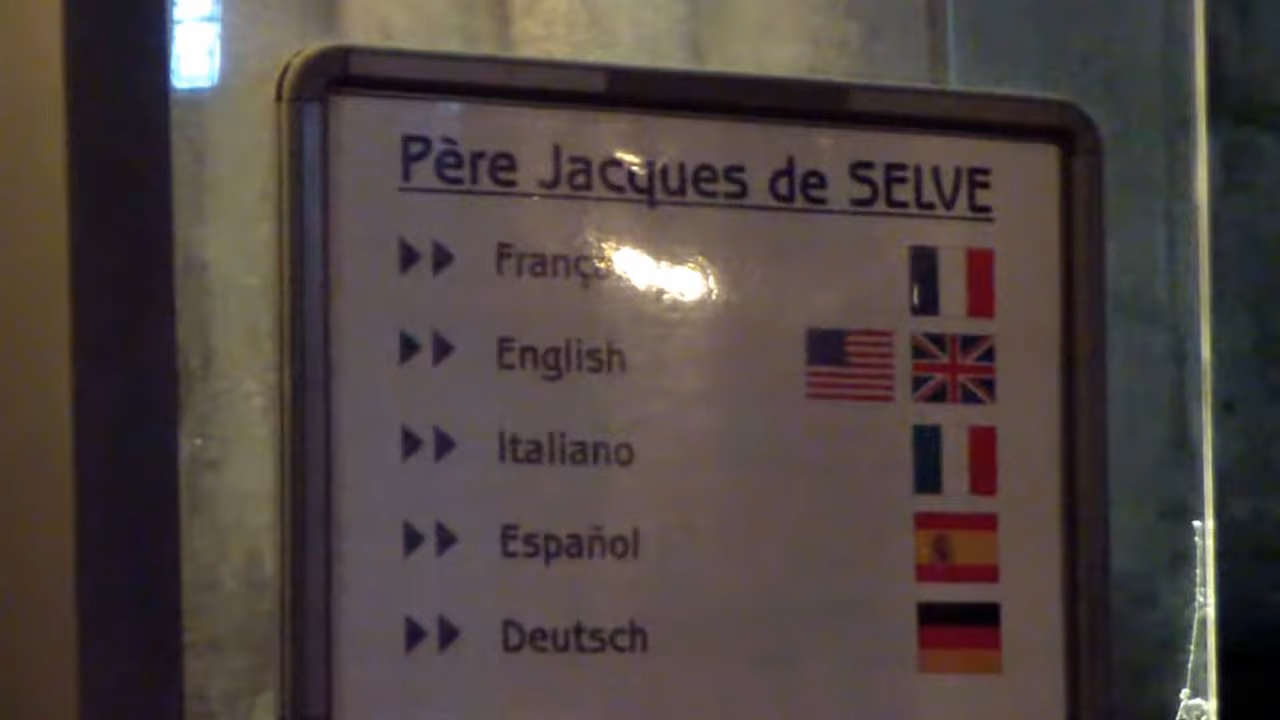 Père Jacques de SELVE
English
Italiano
Español
Deutsch